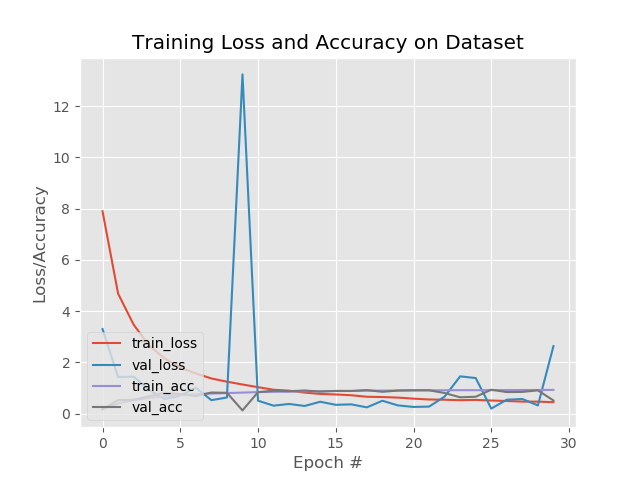 Training Loss and Accuracy on Dataset
Loss/Accuracy
12
10
8
6
4
2
0
train_loss
val_loss
train_acc
val_acc
0 5 10 15 20 25 30
Epoch #